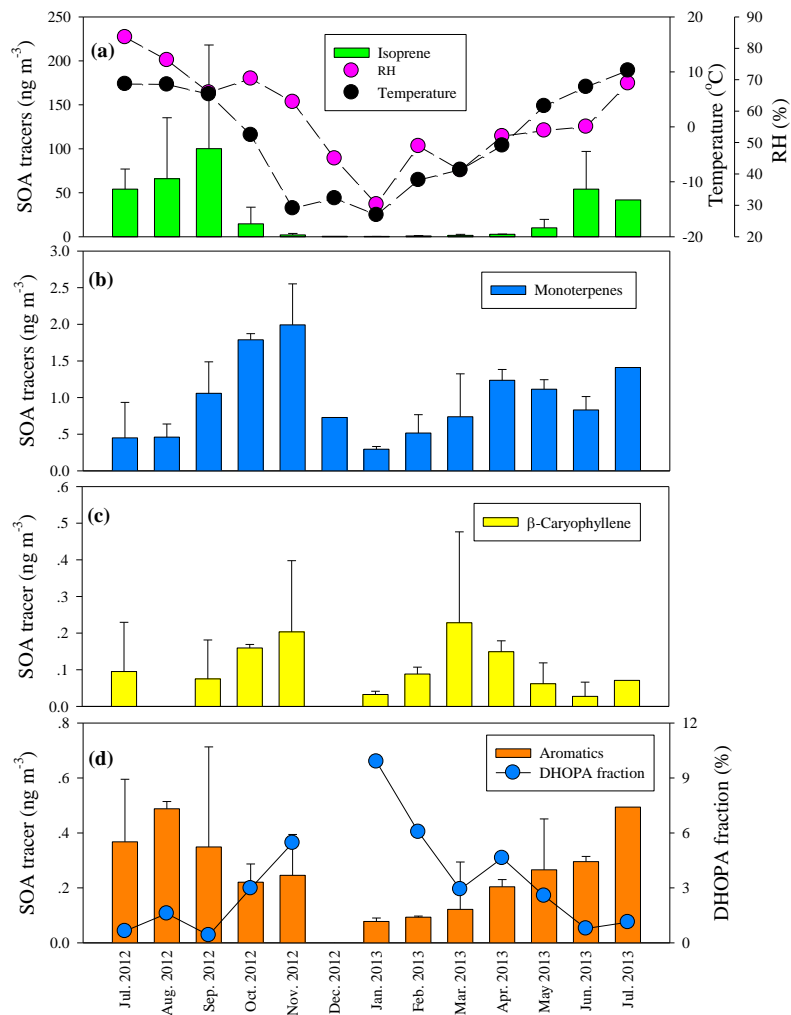 (a)
SOA tracers (ng m-3)
250
200
150
100
50
0
Isoprene
RH
Temperature
20
10
0
-10
-20
Temperature (oC)
90
80
70
60
50
40
30
20
RH (%)
(b)
SOA tracers (ng m-3)
3.0
2.5
2.0
1.5
1.0
.5
0.0
Monoterpenes
(c)
SOA tracer (ng m-3)
.6
.5
.4
.3
.2
.1
0.0
β-Caryophyllene
(d)
SOA tracer (ng m-3)
.8
.6
.4
.2
0.0
Aromatics
DHOPA fraction
12
9
6
3
0
DHOPA fraction (%)
Jul. 2012
Aug. 2012
Sep. 2012
Oct. 2012
Nov. 2012
Dec. 2012
Jan. 2013
Feb. 2013
Mar. 2013
Apr. 2013
May 2013
Jun. 2013
Jul. 2013